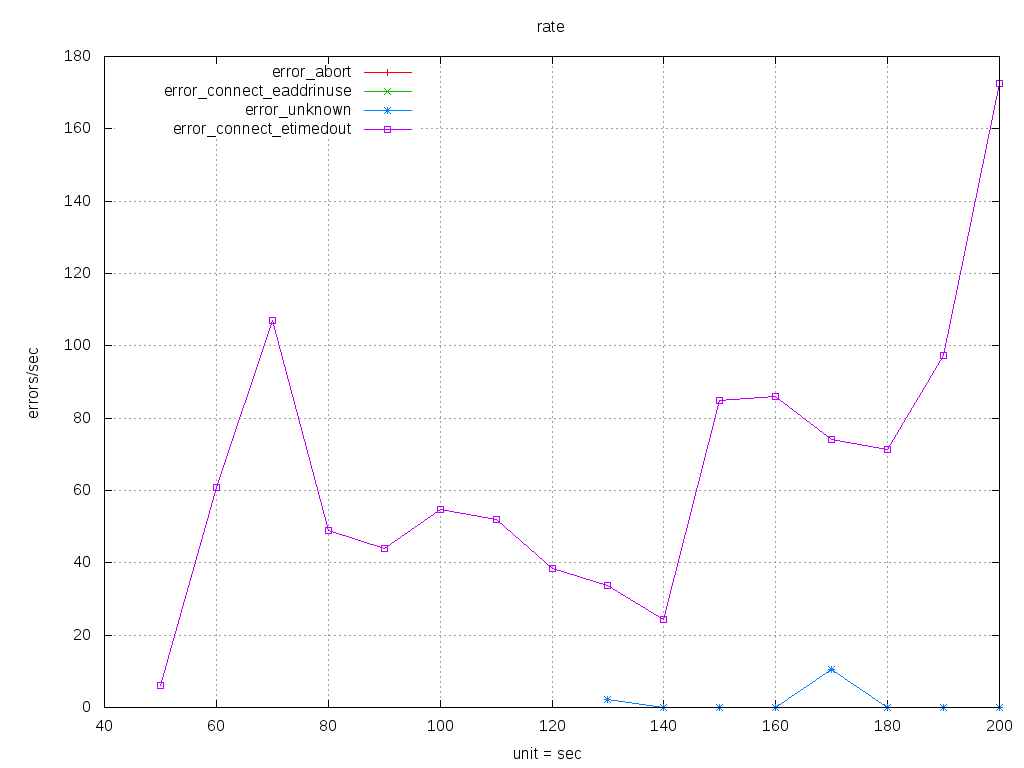 rate
180
160
140
120
100
80
60
40
20
0
error_abort
error_connect_eaddrinuse
error_unknown
error_connect_etimedout
errors/sec
40 60 80 100 120 140 160 180 200
unit = sec